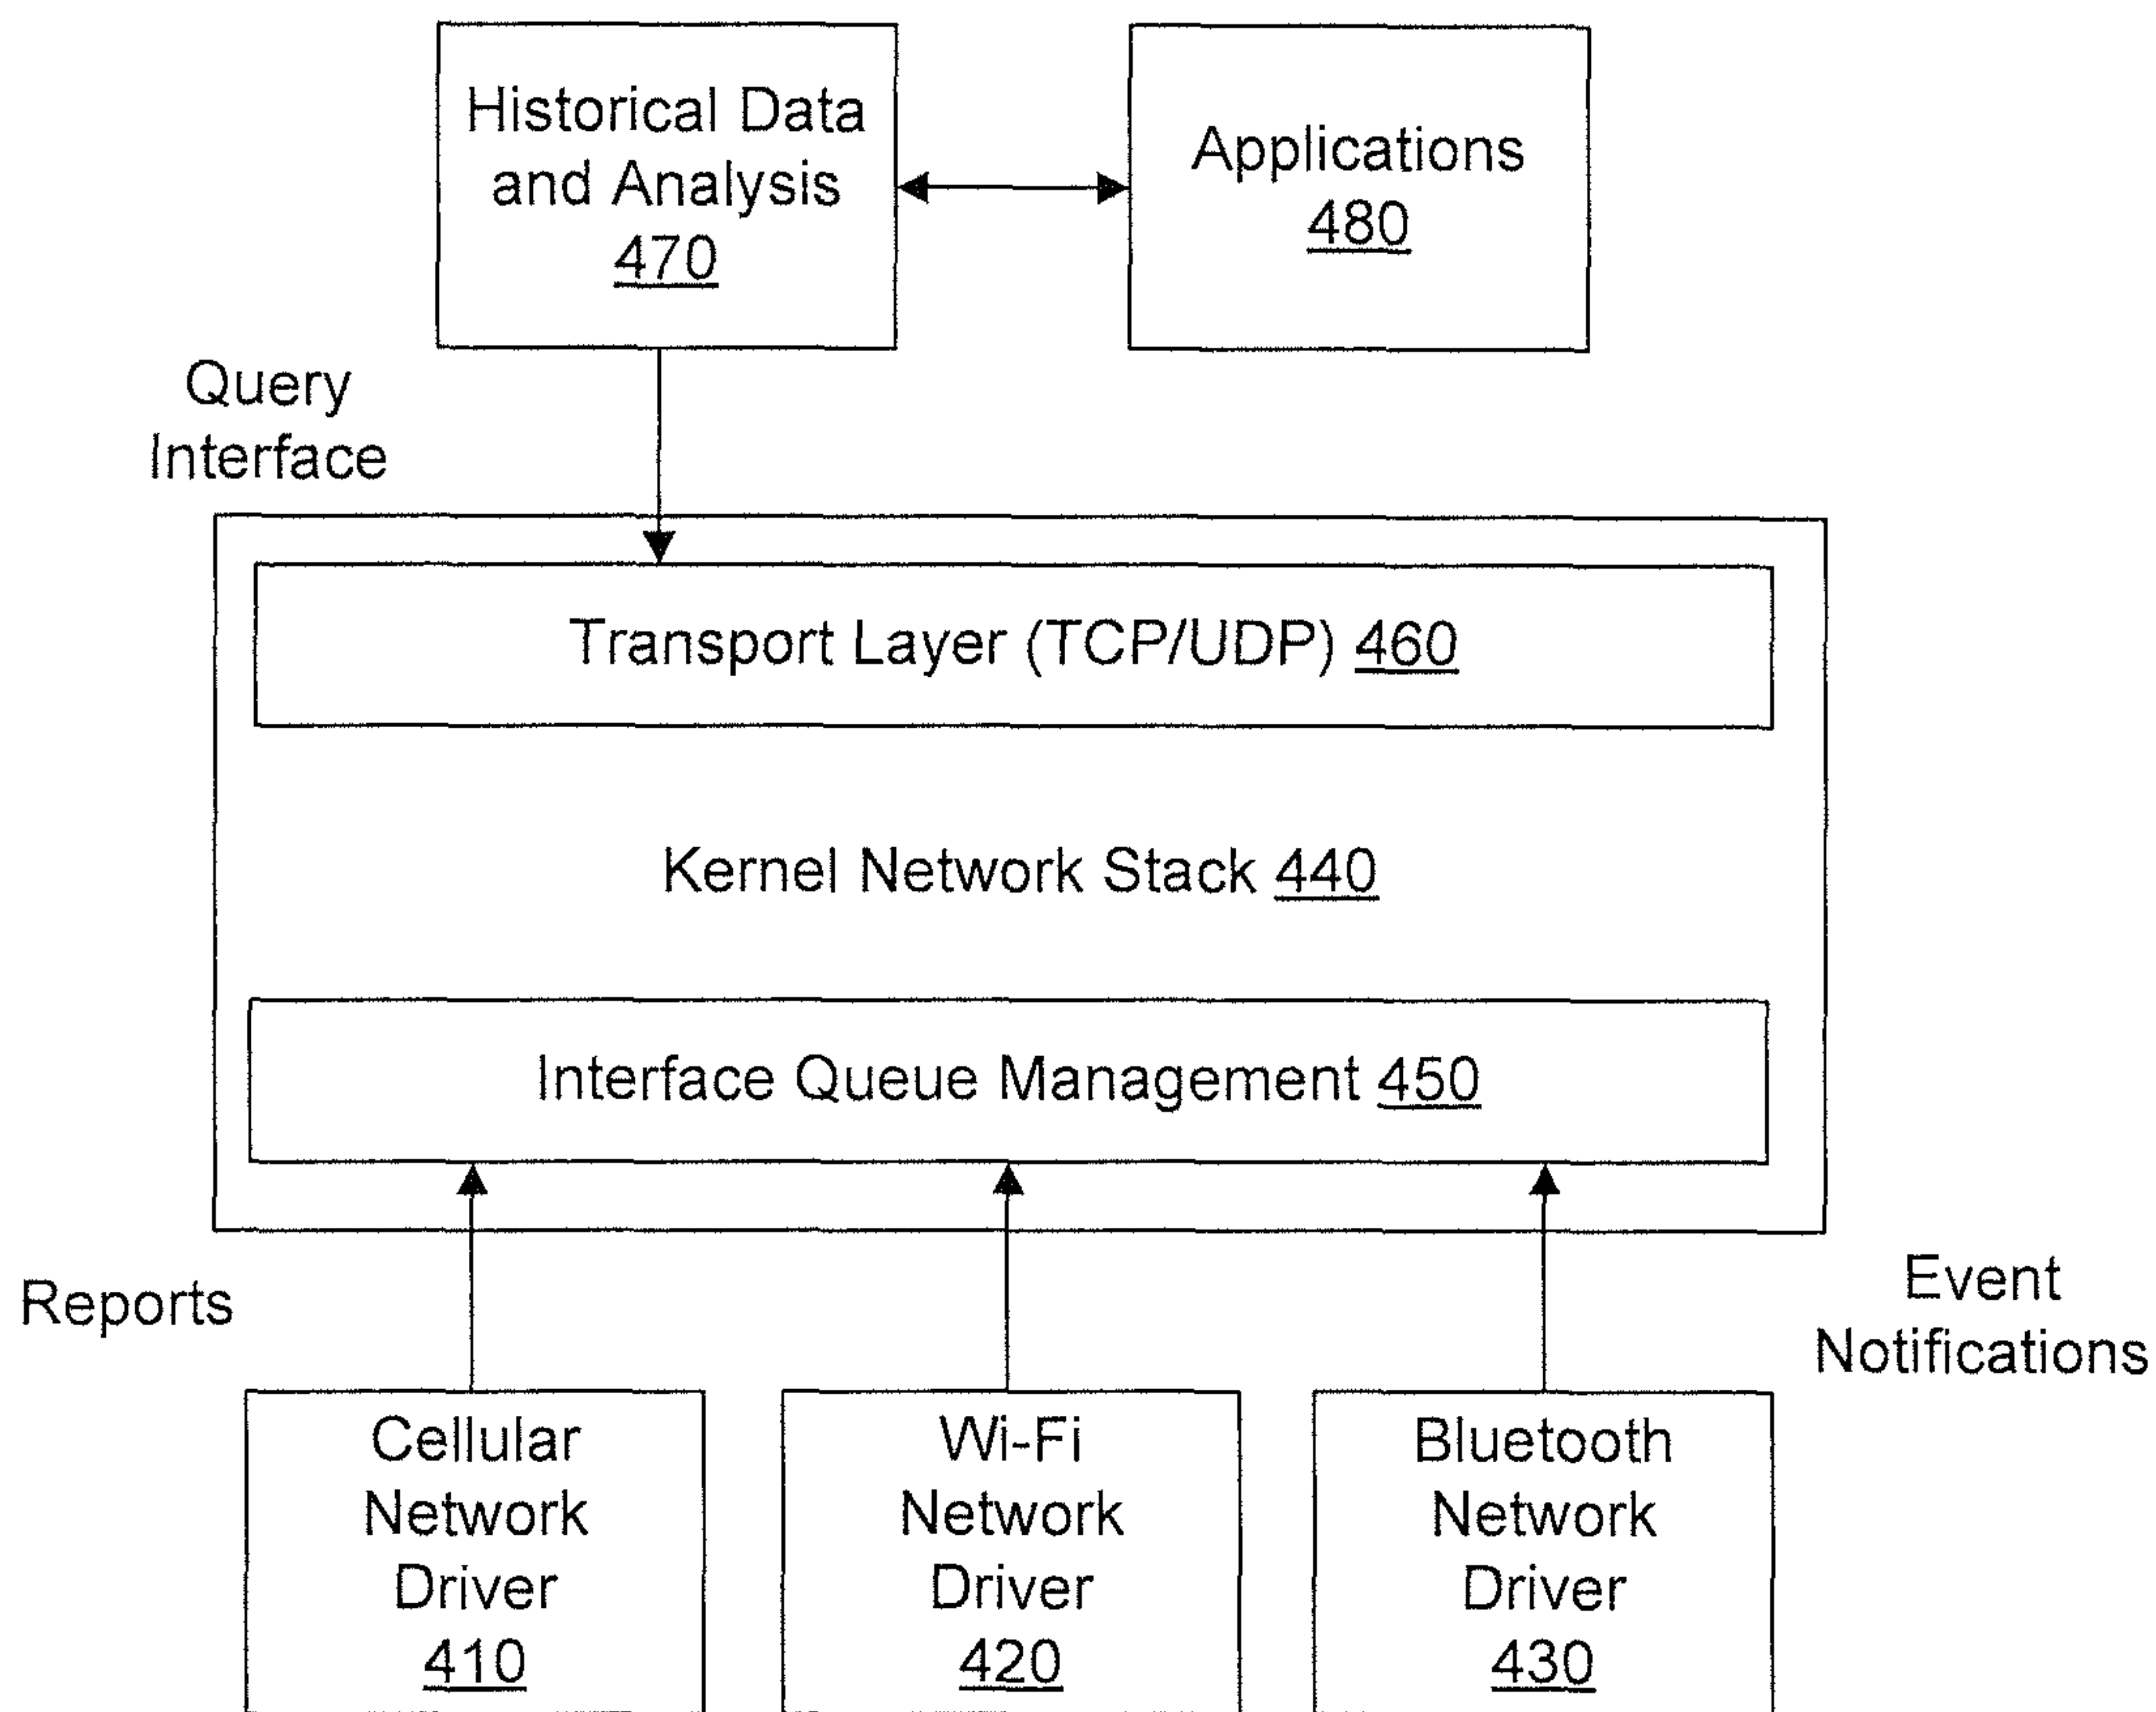 Historical Data
and Analysis
470
Applications
480
Query
Interface
Transport Layer (TCP/UDP) 460
Kernel Network Stack 440
Interface Queue Management 450
Reports
Event
Notifications
Cellular
Network
Driver
410
Wi-Fi
Network
Driver
420
Bluetooth
Network
Driver
430